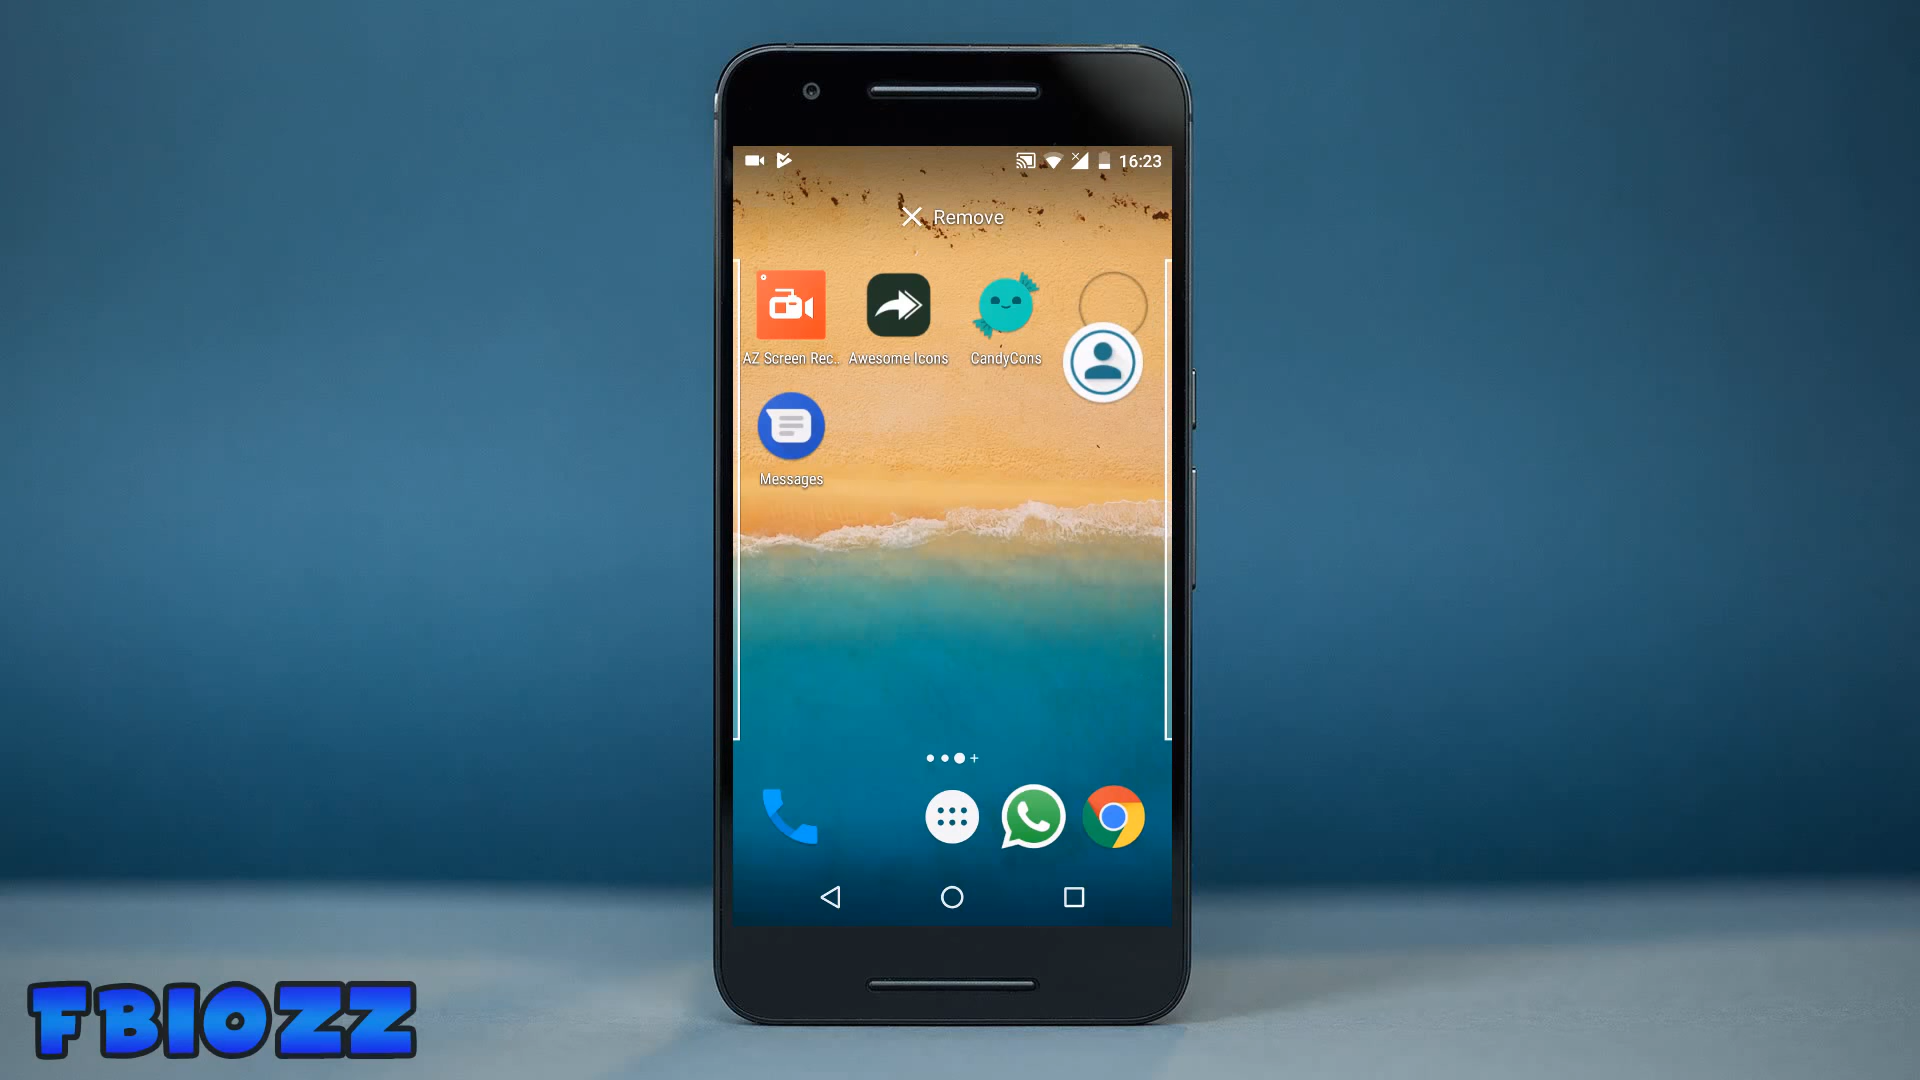 16:23
Remove
AZ Screen Rec..
Awesome Icons
CandyCons
Messages
FBIOZZ